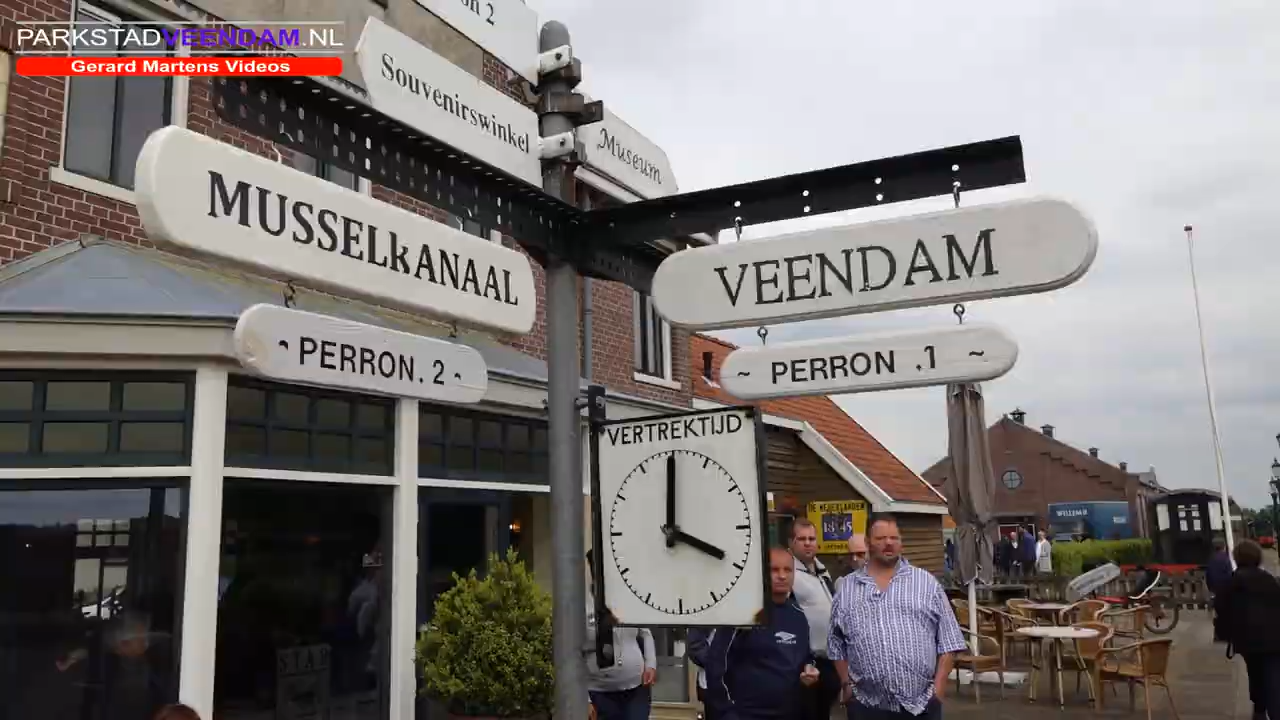 PARKSTADVEENDAM.NL
Gerard Martens Videos
Souvenirswinkel
Museum
MUSSELkANAAL
VEENDAM
~ PERRON. 2 ~
~ PERRON .1 ~
VERTREKTIJD